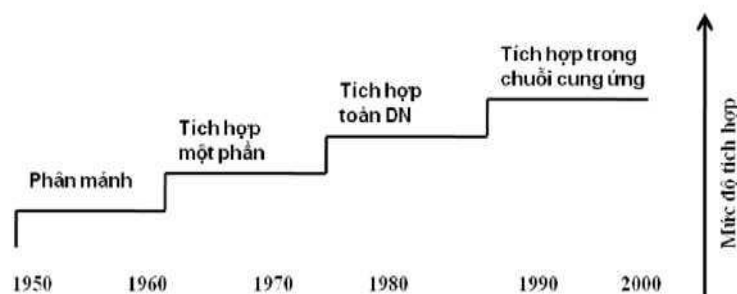 Tích hợp trong
chuỗi cung ứng
Tích hợp
toàn DN
Tích hợp
một phần
Phân mảnh
Mức độ tích hợp
1950 1960 1970 1980 1990 2000